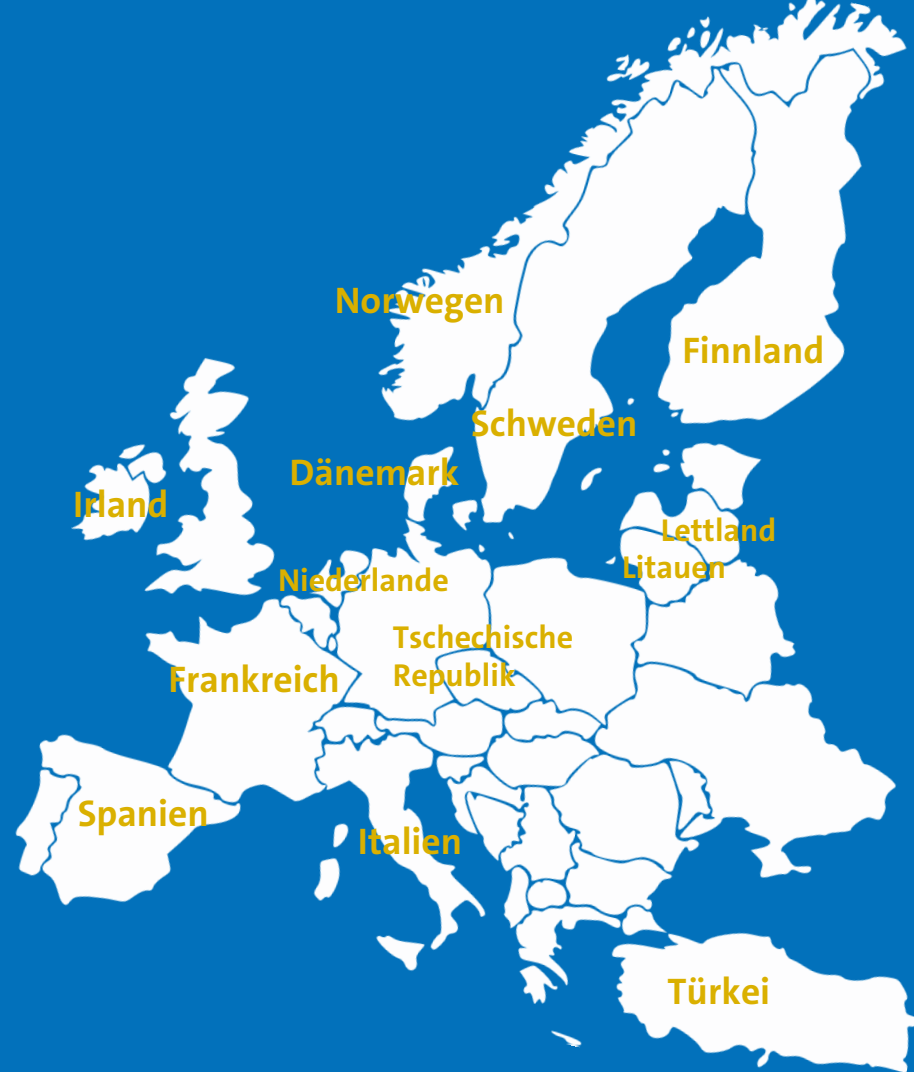 Norwegen
Finnland
Schweden
Dänemark
Irland
Lettland
Litauen
Niederlande
Tschechische
Republik
Frankreich
Spanien
Italien
Türkei